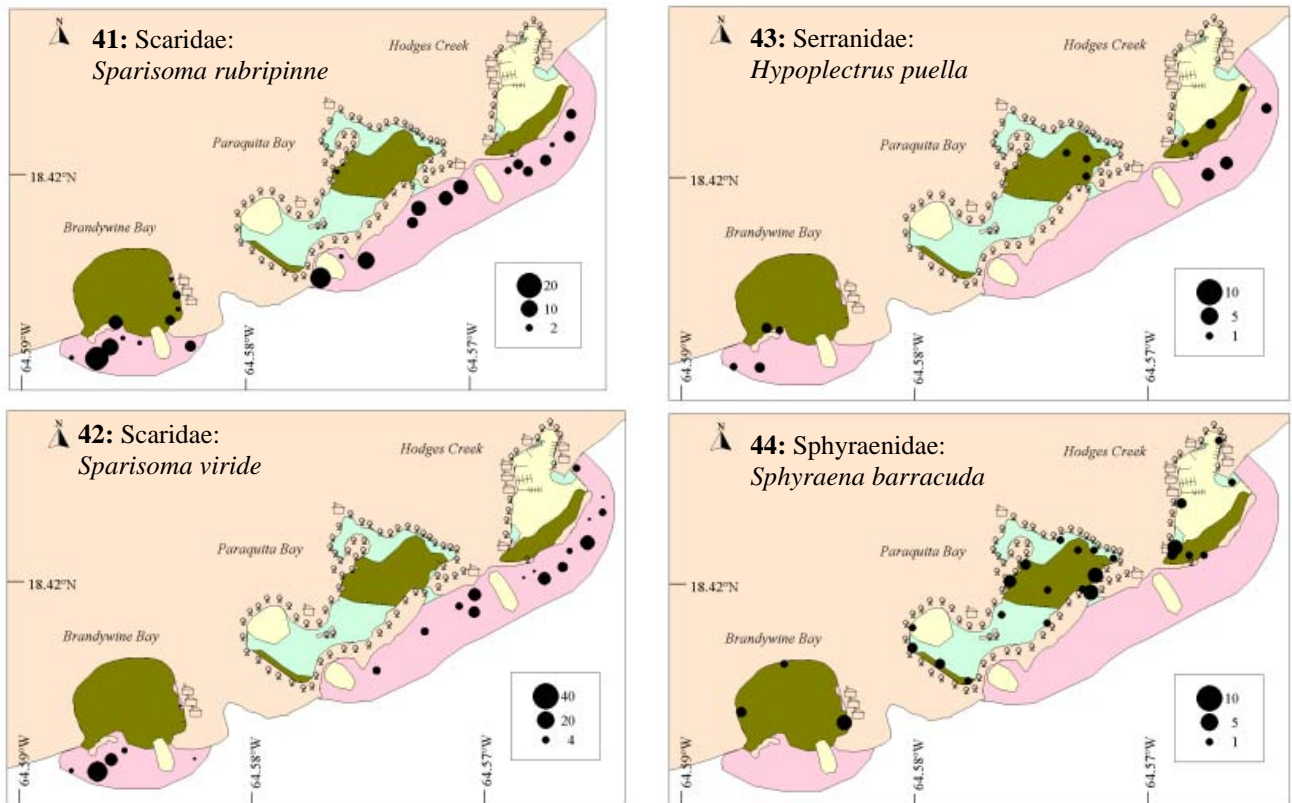 N
41: Scaridae:
Sparisoma rubripinne
Hodges Creek
Paraquita Bay
18.42°N
Brandywine Bay
20
10
2
64.59°W
64.58°W
64.57°W
N
43: Serranidae:
Hypoplectrus puella
Hodges Creek
Paraquita Bay
18.42°N
Brandywine Bay
10
5
1
64.59°W
64.58°W
64.57°W
N
42: Scaridae:
Sparisoma viride
Hodges Creek
Paraquita Bay
18.42°N
Brandywine Bay
40
20
4
64.59°W
64.58°W
64.57°W
N
44: Sphyraenidae:
Sphyraena barracuda
Hodges Creek
Paraquita Bay
18.42°N
Brandywine Bay
10
5
1
64.59°W
64.58°W
64.57°W